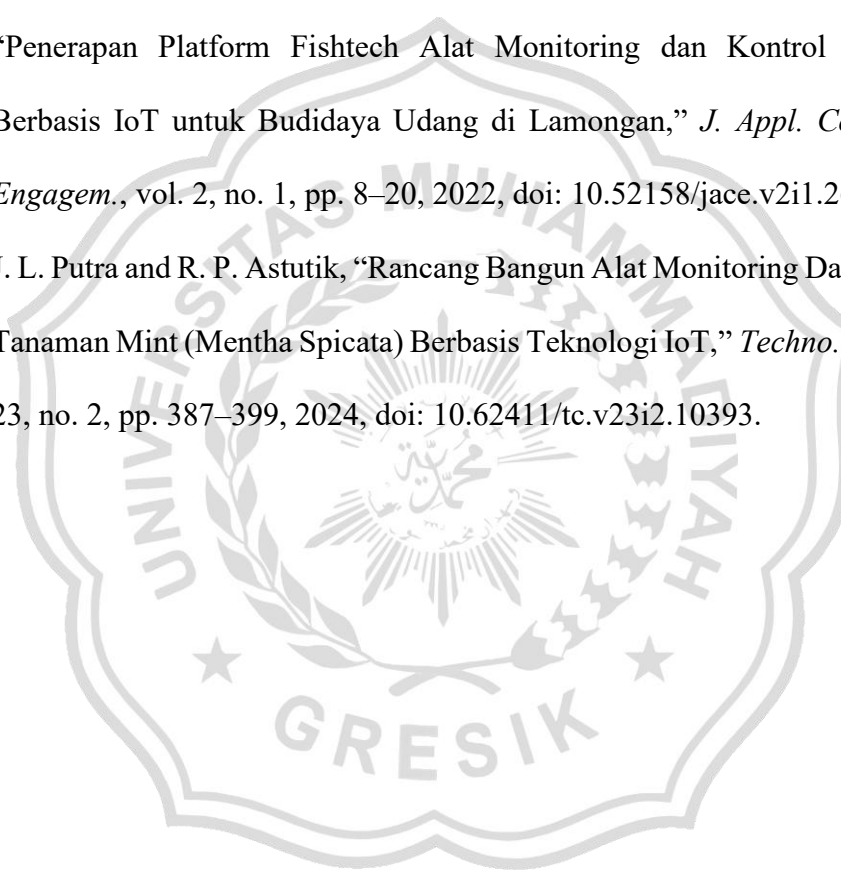 “Penerapan Platform Fishtech Alat Monitoring dan Kontrol
Berbasis IoT untuk Budidaya Udang di Lamongan,” J. Appl.
Engagem., vol. 2, no. 1, pp. 8–20, 2022, doi: 10.52158/jace.v2i1.2
J. L. Putra and R. P. Astutik, “Rancang Bangun Alat Monitoring
Tanaman Mint (Mentha Spicata) Berbasis Teknologi IoT,” Techno.
23, no. 2, pp. 387–399, 2024, doi: 10.62411/tc.v23i2.10393.
UNIVERSITAS MUHAMMADIYAH
GRESIK